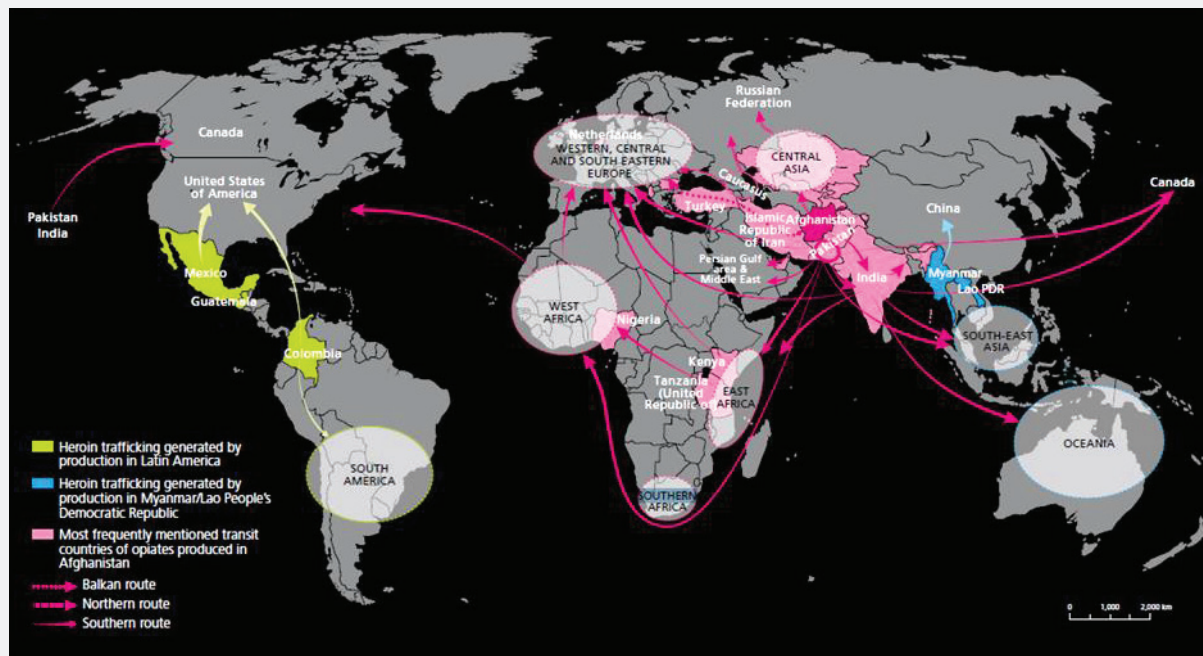 Canada
United States
of America
Pakistan
India
Mexico
Guatemala
Colombia
SOUTH
AMERICA
Netherlands
WESTERN, CENTRAL
AND SOUTH-EASTERN
EUROPE
Russian
Federation
CENTRAL
ASIA
Caucasus
Turkey
Islamic
Republic
of Iran
Afghanistan
Pakistan
Persian Gulf
area &
Middle East
India
China
Canada
Myanmar
Lao PDR
SOUTH-EAST
ASIA
WEST
AFRICA
Nigeria
Kenya
Tanzania
(United
Republic o
EAST
AFRICA
SOUTHERN
AFRICA
OCEANIA
Heroin trafficking generated by
production in Latin America
Heroin trafficking generated by
production in Myanmar/Lao People's
Democratic Republic
Most frequently mentioned transit
countries of opiates produced in
Afghanistan
Balkan route
Northern route
Southern route
0 1,000 2,000 km